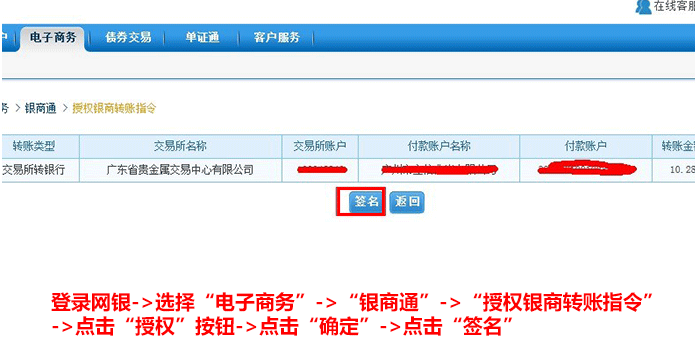 在线客服
户 电子商务 债券交易 单证通 客户服务
务 > 银商通 > 授权银商转账指令
转账类型 交易所名称 交易所账户 付款账户名称 付款账户 转账金
交易所转银行 广东省贵金属交易中心有限公司 10.28
签名 返回
登录网银->选择“电子商务”->“银商通”->“授权银商转账指令”
->点击“授权”按钮->点击“确定”->点击“签名”